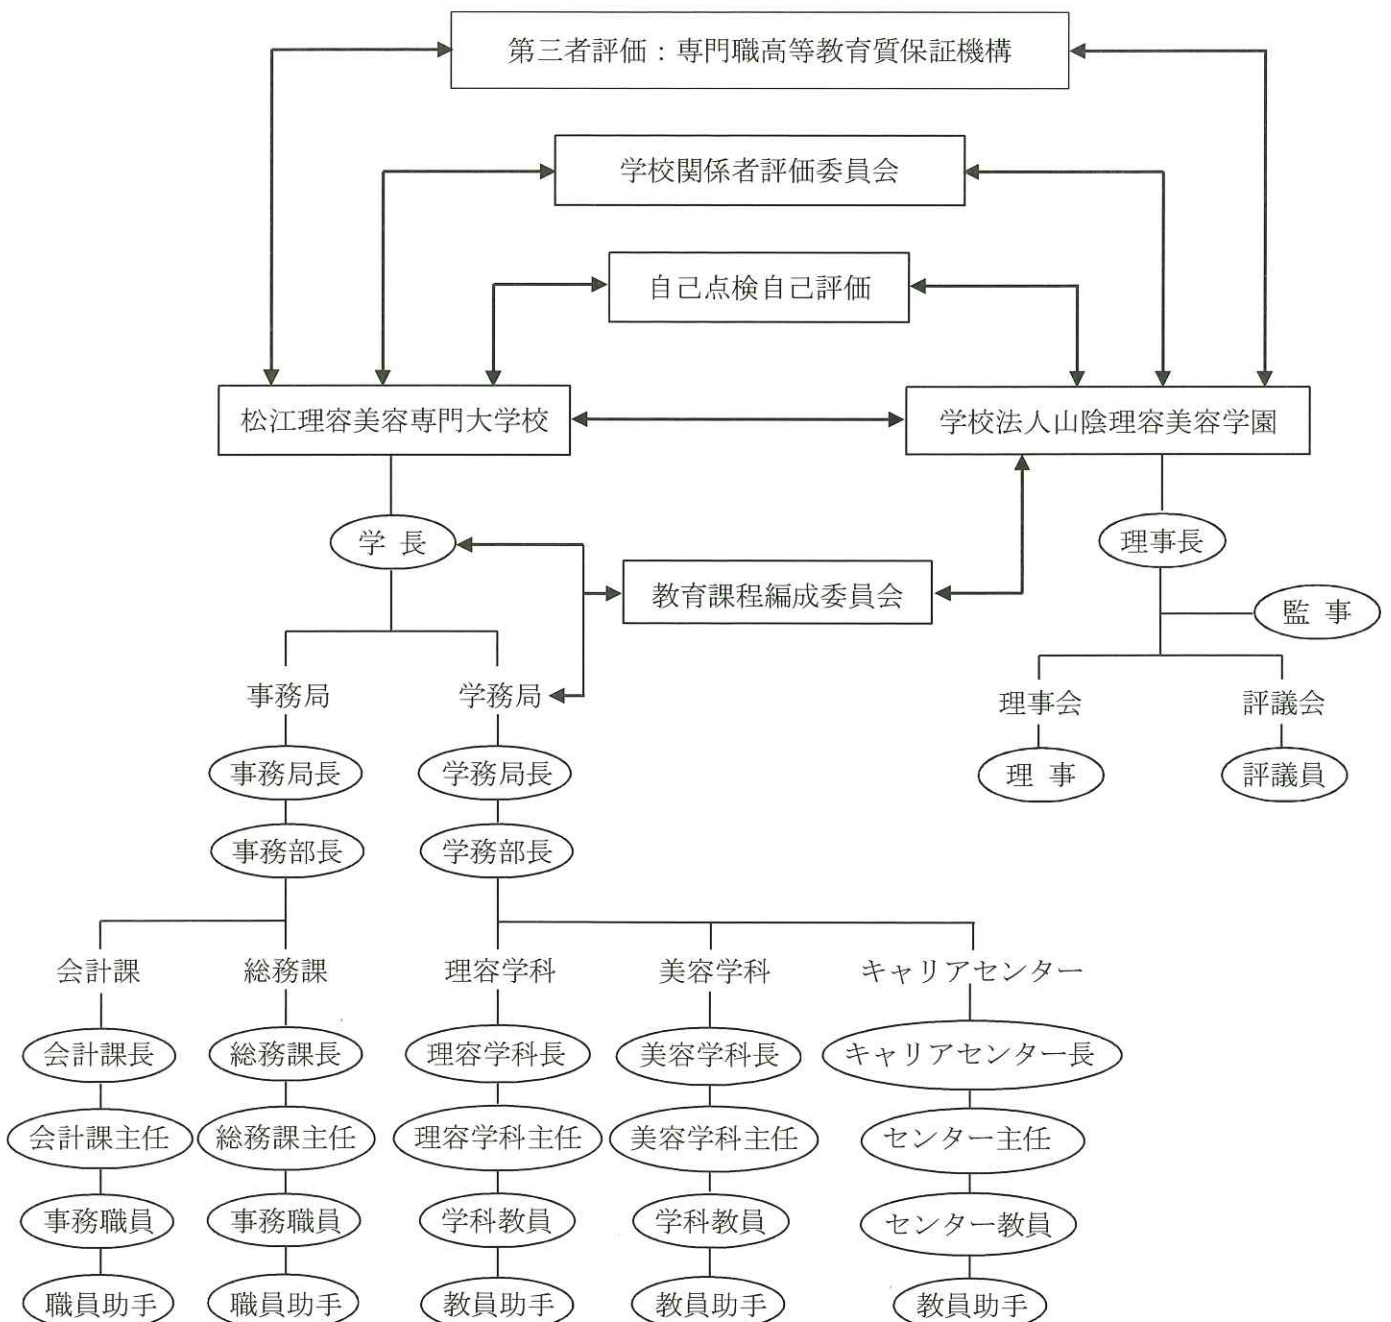 第三者評価：専門職高等教育質保証機構
学校関係者評価委員会
自己点検自己評価
松江理容美容専門大学校
学校法人山陰理容美容学園
学 長
理事長
教育課程編成委員会
監 事
事務局
学務局
理事会
評議会
事務局長
学務局長
理 事
評議員
事務部長
学務部長
会計課
総務課
理容学科
美容学科
キャリアセンター
会計課長
総務課長
理容学科長
美容学科長
キャリアセンター長
会計課主任
総務課主任
理容学科主任
美容学科主任
センター主任
事務職員
事務職員
学科教員
学科教員
センター教員
職員助手
職員助手
教員助手
教員助手
教員助手